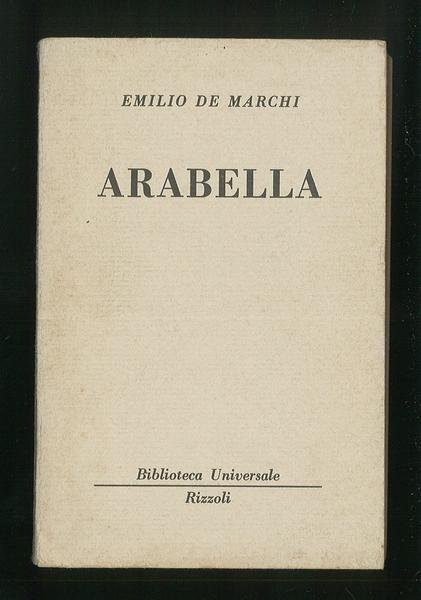 EMILIO DE MARCHI
ARABELLA
Biblioteca Universale
Rizzoli